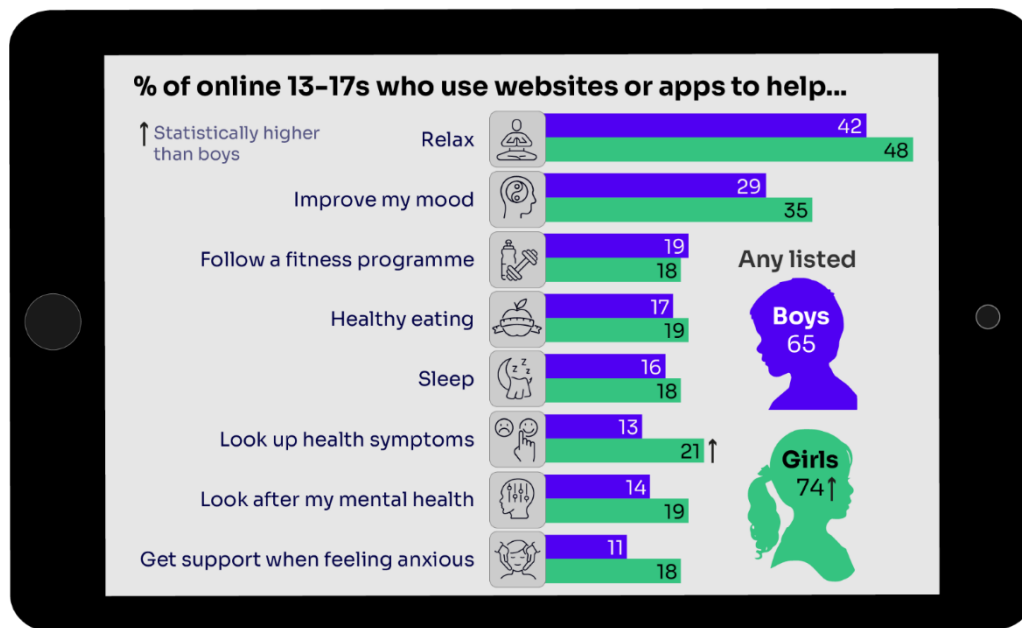 % of online 13-17s who use websites or apps to help...
↑ Statistically higher
than boys
Relax
42
48
Improve my mood
29
35
Follow a fitness programme
19
18
Any listed
Healthy eating
17
19
Boys
65
Sleep
z z z
16
18
Look up health symptoms
13
21 ↑
Girls
74↑
Look after my mental health
14
19
Get support when feeling anxious
11
18